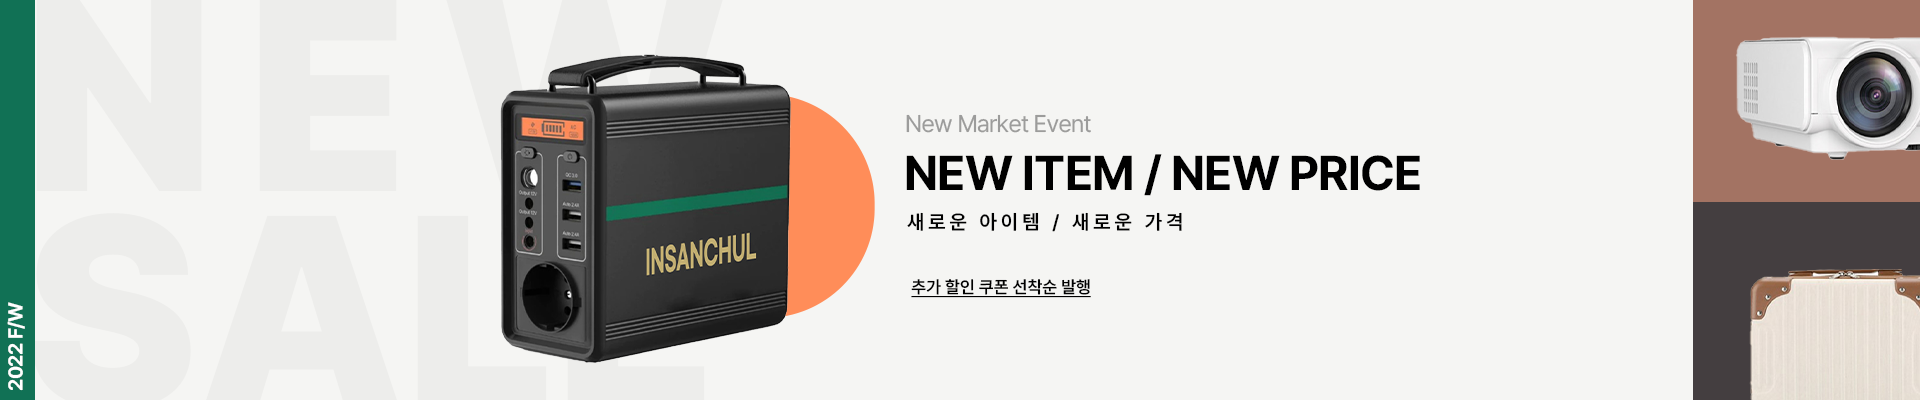 NEW
SALE
2022 F/W
New Market Event
NEW ITEM / NEW PRICE
새로운 아이템 / 새로운 가격
추가 할인 쿠폰 선착순 발행
INSANCHUL